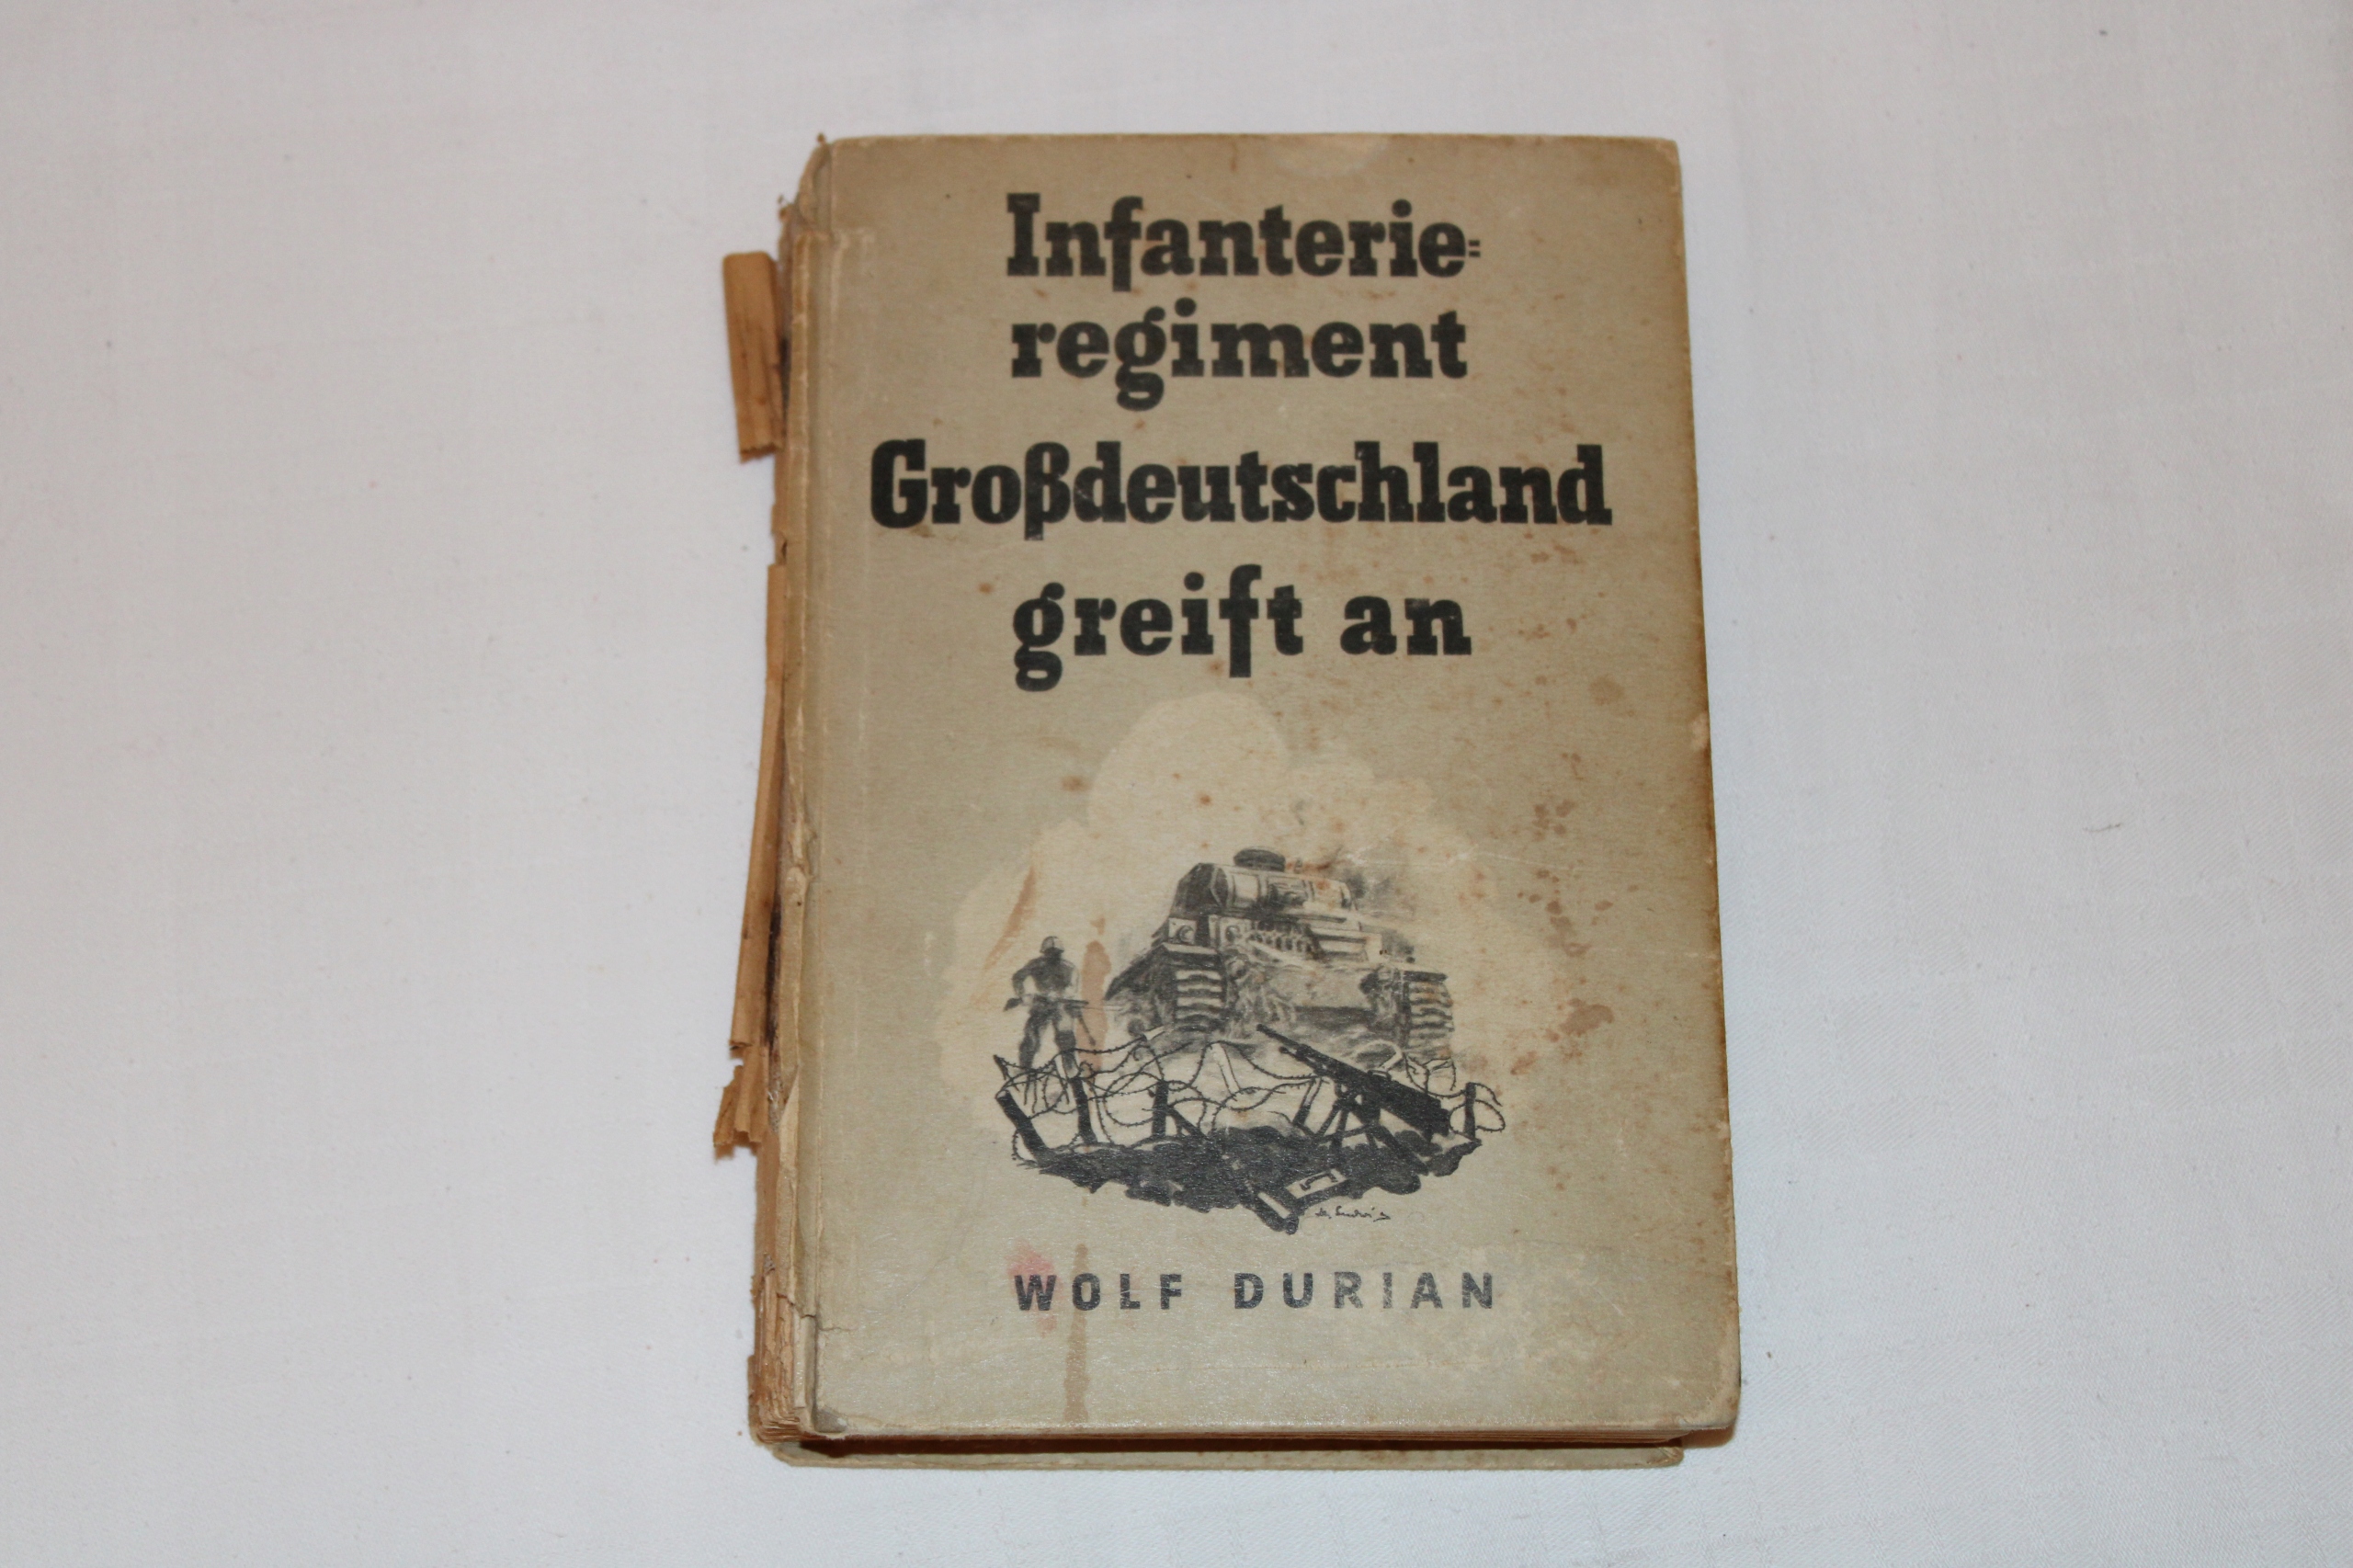 Infanterie=
regiment
Großdeutschland
greift an
WOLF DURIAN